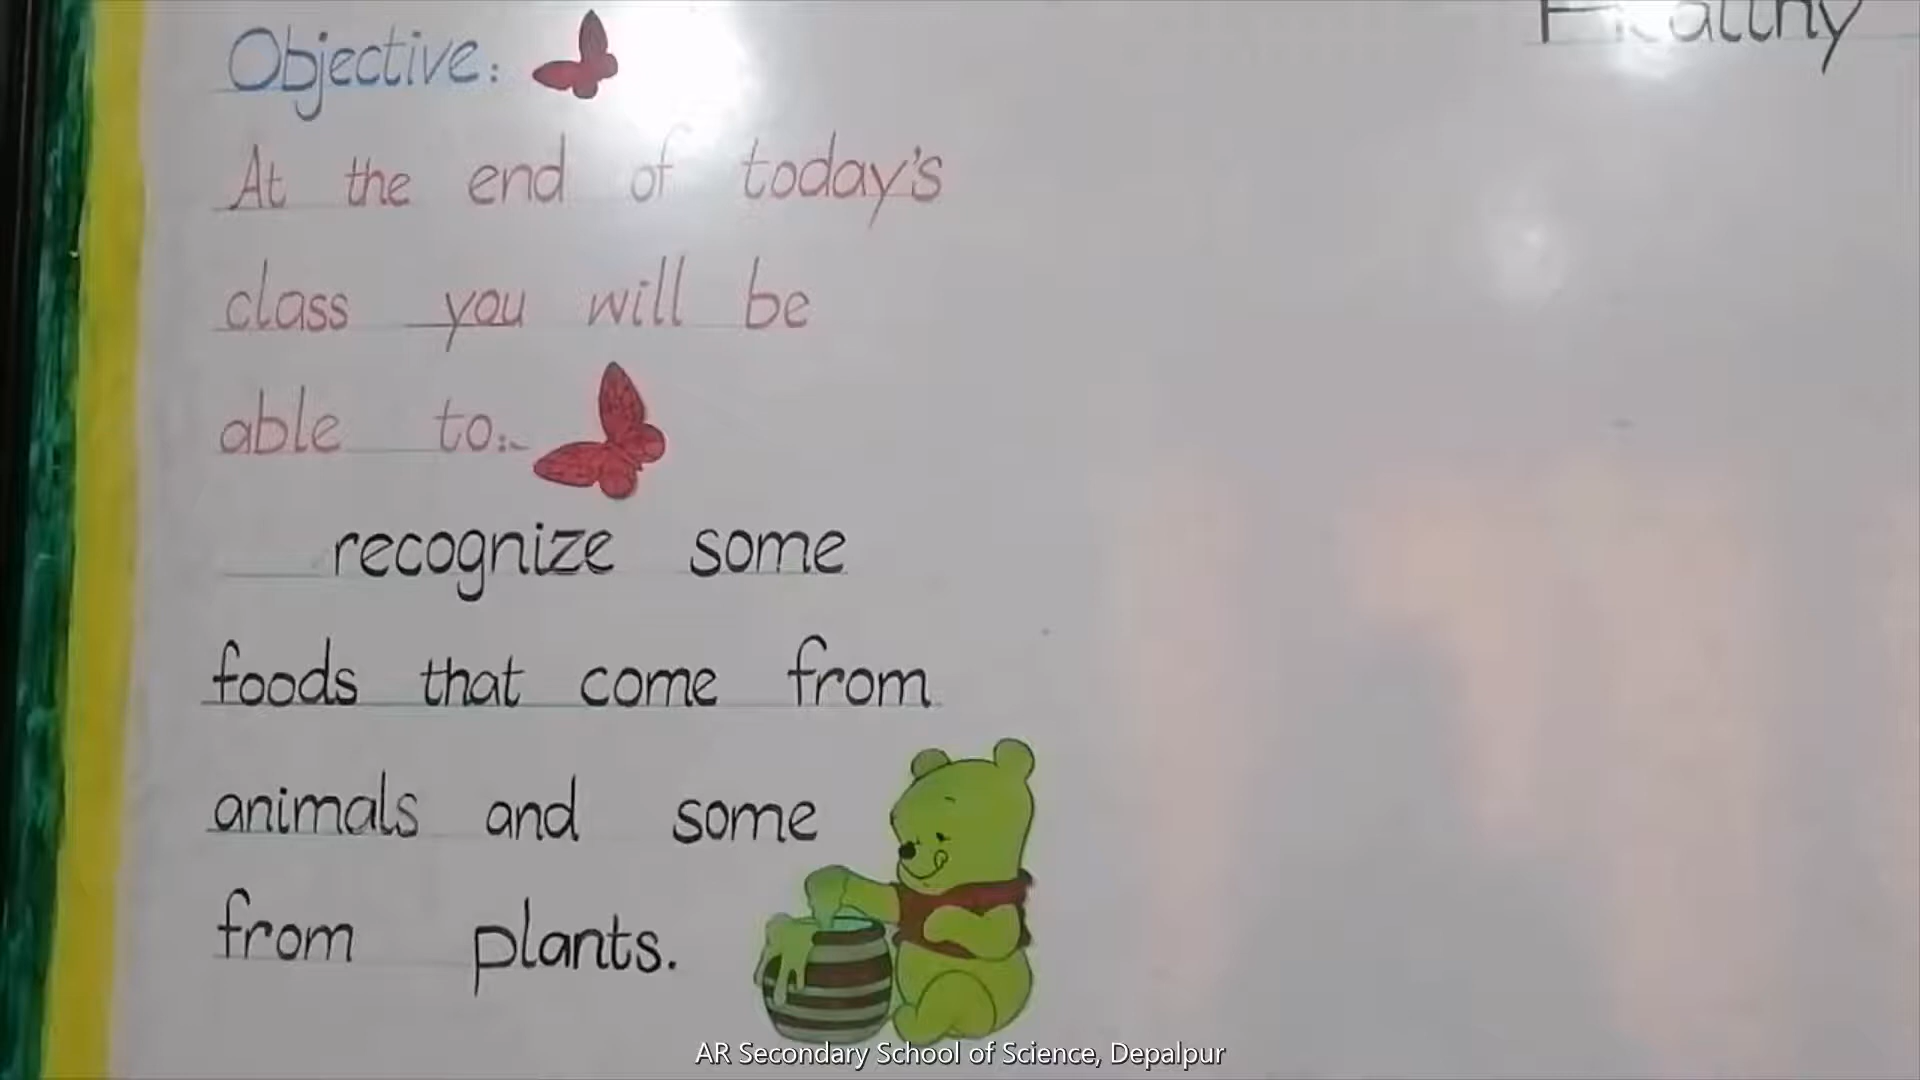 Objective:
At the end of today's
class you will be
able to:-
recognize some
foods that come from
animals and some
from plants.
Healthy
AR Secondary School of Science, Depalpur